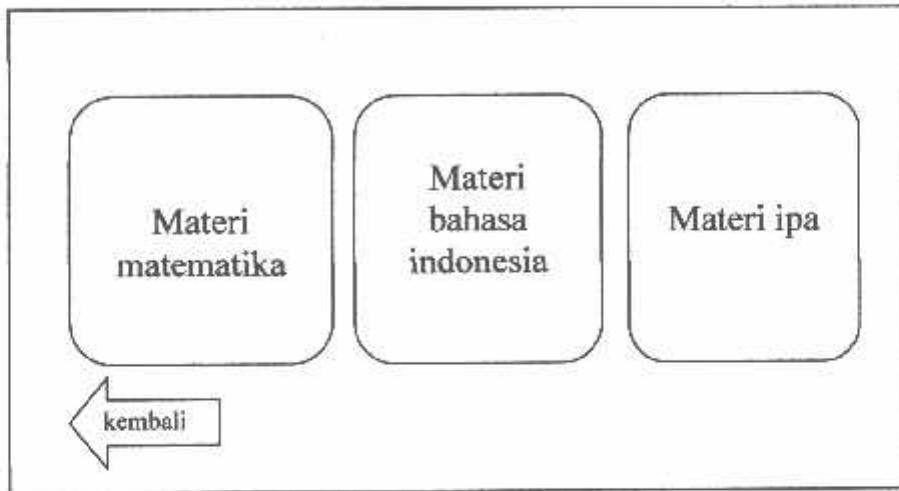 Materi
matematika
Materi
bahasa
indonesia
Materi ipa
kembali